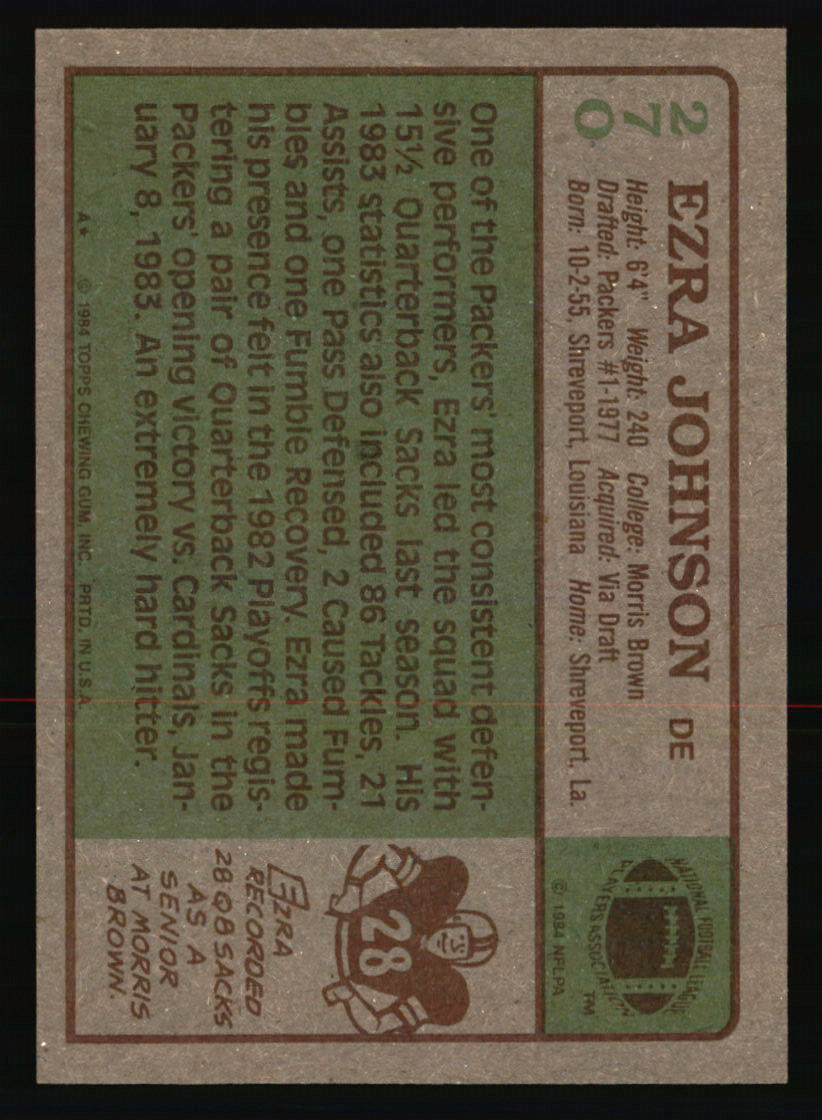 270
EZRA JOHNSON DE
Height: 6'4" Weight: 240 College: Morris Brown
Drafted: Packers #1-1977 Acquired: Via Draft
Born: 10-2-55, Shreveport, Louisiana Home: Shreveport, La.
NATIONAL FOOTBALL LEAGUE
PLAYERS ASSOCIATION
TM
© 1984 NFLPA
One of the Packers' most consistent defen-
sive performers, Ezra led the squad with
15½ Quarterback Sacks last season. His
1983 statistics also included 86 Tackles, 21
Assists, one Pass Defensed, 2 Caused Fum-
bles and one Fumble Recovery. Ezra made
his presence felt in the 1982 Playoffs regis-
tering a pair of Quarterback Sacks in the
Packers' opening victory vs. Cardinals, Jan-
uary 8, 1983. An extremely hard hitter.
A* © 1984 TOPPS CHEWING GUM, INC. PRTD. IN U.S.A.
28
EZRA
RECORDED
28 QB SACKS
AS A
SENIOR
AT MORRIS
BROWN.